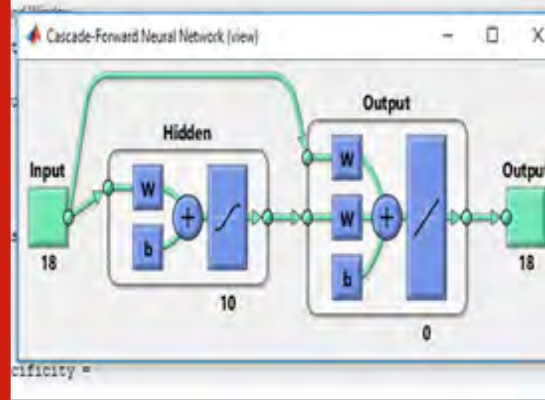 Cascade-Forward Neural Network (view)
Output
Hidden
Input
Output
W
W
W
+
+
b
b
18
10
0
18
cificity =